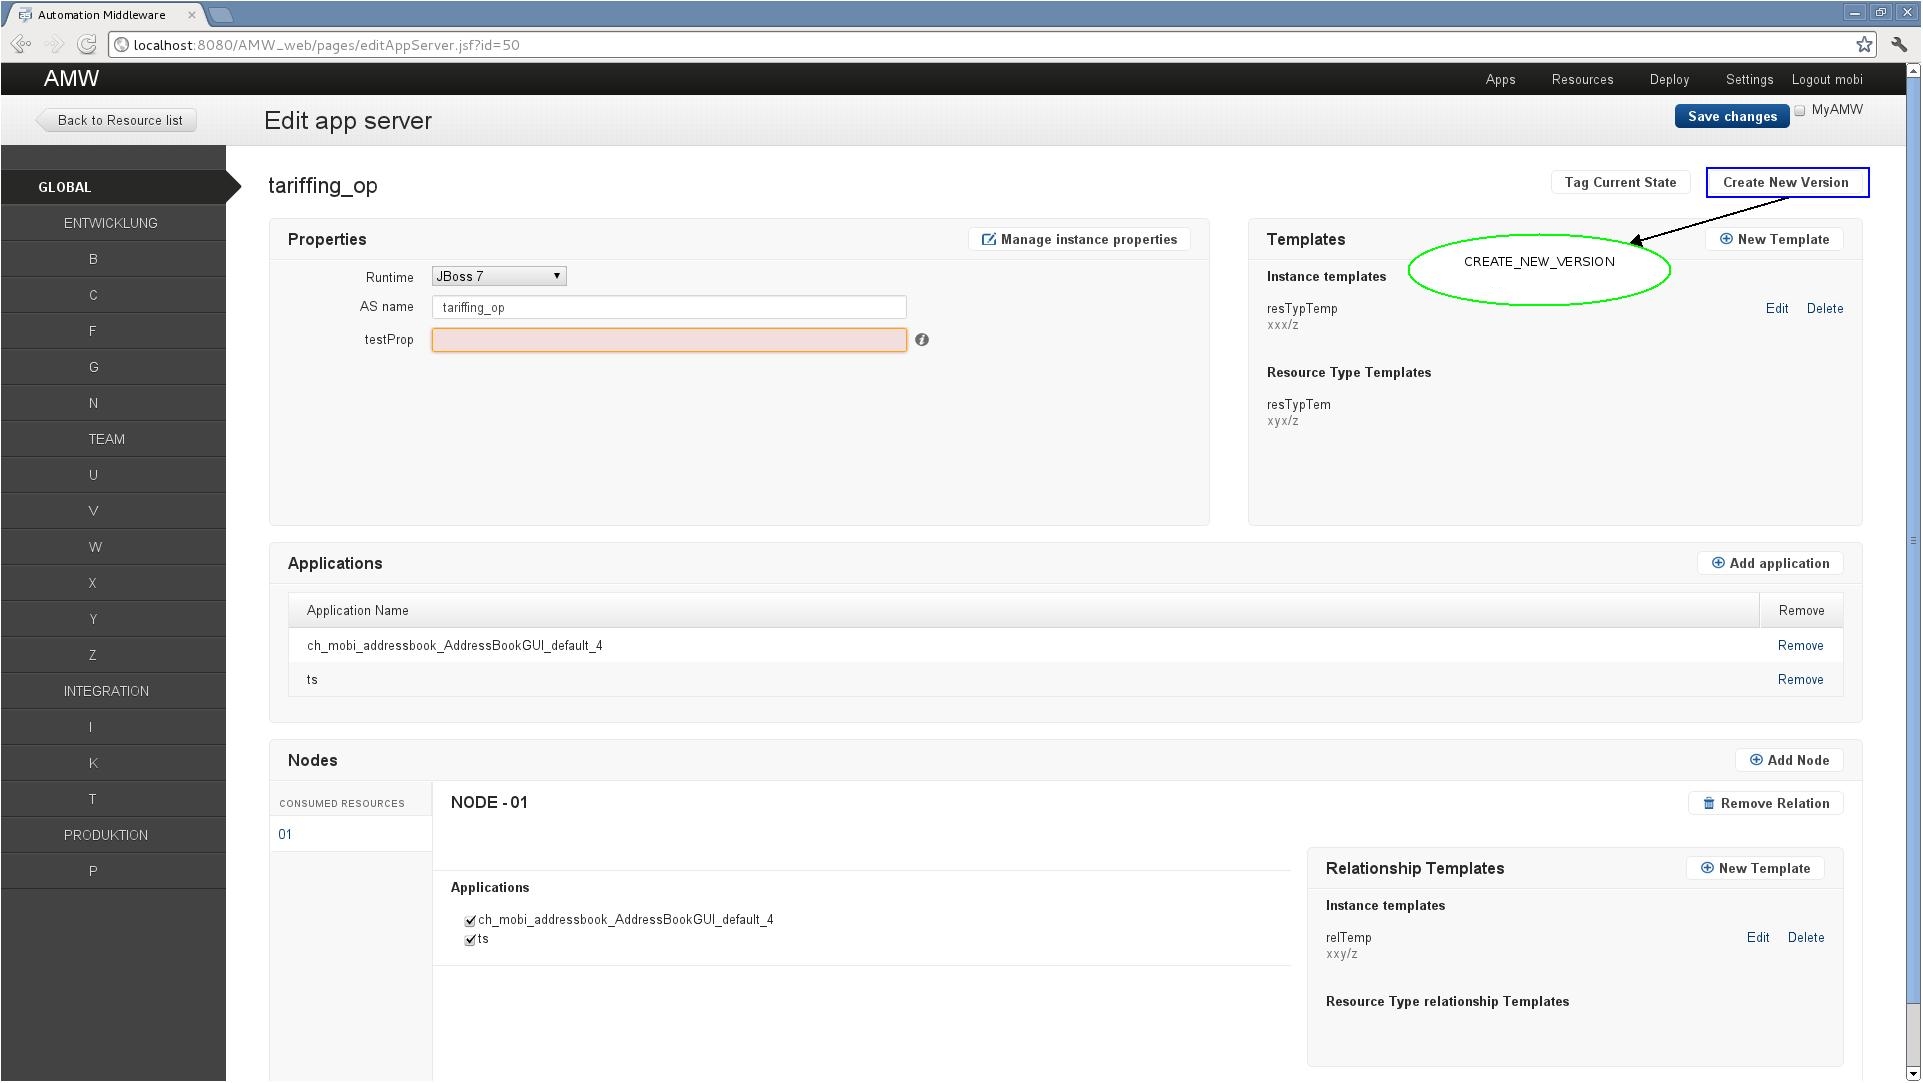 Automation Middleware
localhost:8080/AMW_web/pages/editAppServer.jsf?id=50
AMW
Apps Resources Deploy Settings Logout mobi
Back to Resource list
Edit app server
Save changes
MyAMW
GLOBAL
ENTWICKLUNG
B
C
F
G
N
TEAM
U
V
W
X
Y
Z
INTEGRATION
I
K
T
PRODUKTION
P
tariffing_op
Tag Current State
Create New Version
Properties
Manage instance properties
Runtime JBoss 7
AS name tariffing_op
testProp
Templates
New Template
CREATE_NEW_VERSION
Instance templates
resTypTemp Edit Delete
xxx/z
Resource Type Templates
resTypTem
xyx/z
Applications
Add application
Application Name Remove
ch_mobi_addressbook_AddressBookGUI_default_4 Remove
ts Remove
Nodes
Add Node
CONSUMED RESOURCES
01
NODE - 01
Remove Relation
Applications
ch_mobi_addressbook_AddressBookGUI_default_4
ts
Relationship Templates
New Template
Instance templates
relTemp Edit Delete
xxy/z
Resource Type relationship Templates